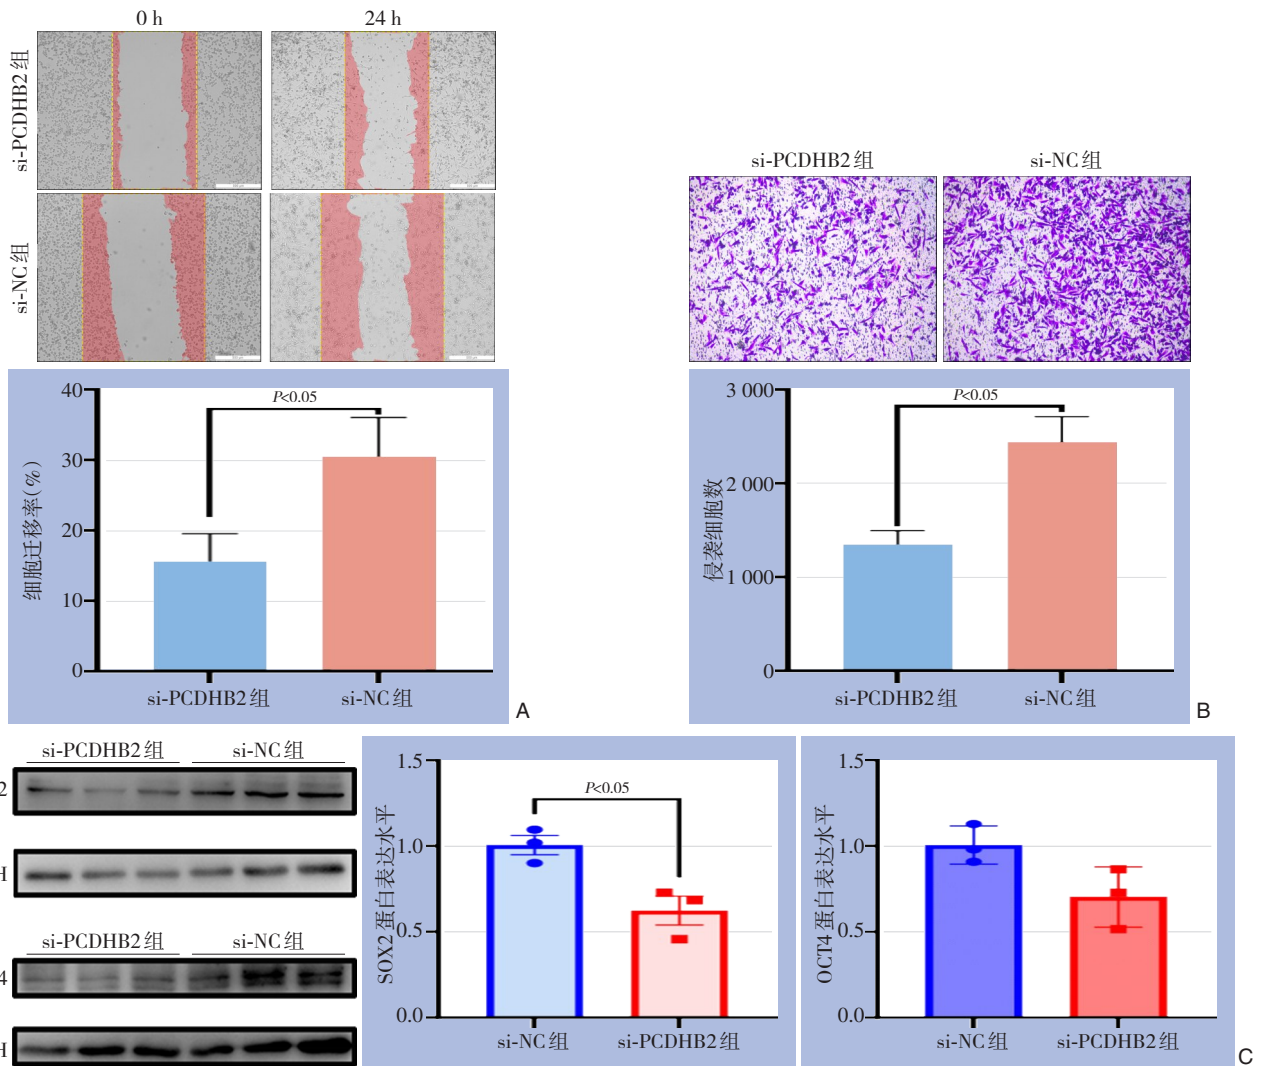 0 h
24 h
si-PCDHB2组
si-NC组
40
30
20
10
0
细胞迁移率(%)
P<0.05
si-PCDHB2组
si-NC组
A
si-PCDHB2组
si-NC组
3 000
2 000
1 000
0
侵袭细胞数
P<0.05
si-PCDHB2组
si-NC组
B
si-PCDHB2组
si-NC组
2
H
si-PCDHB2组
si-NC组
4
H
1.5
1.0
0.5
0.0
SOX2蛋白表达水平
P<0.05
si-NC组
si-PCDHB2组
1.5
1.0
0.5
0.0
OCT4蛋白表达水平
si-NC组
si-PCDHB2组
C